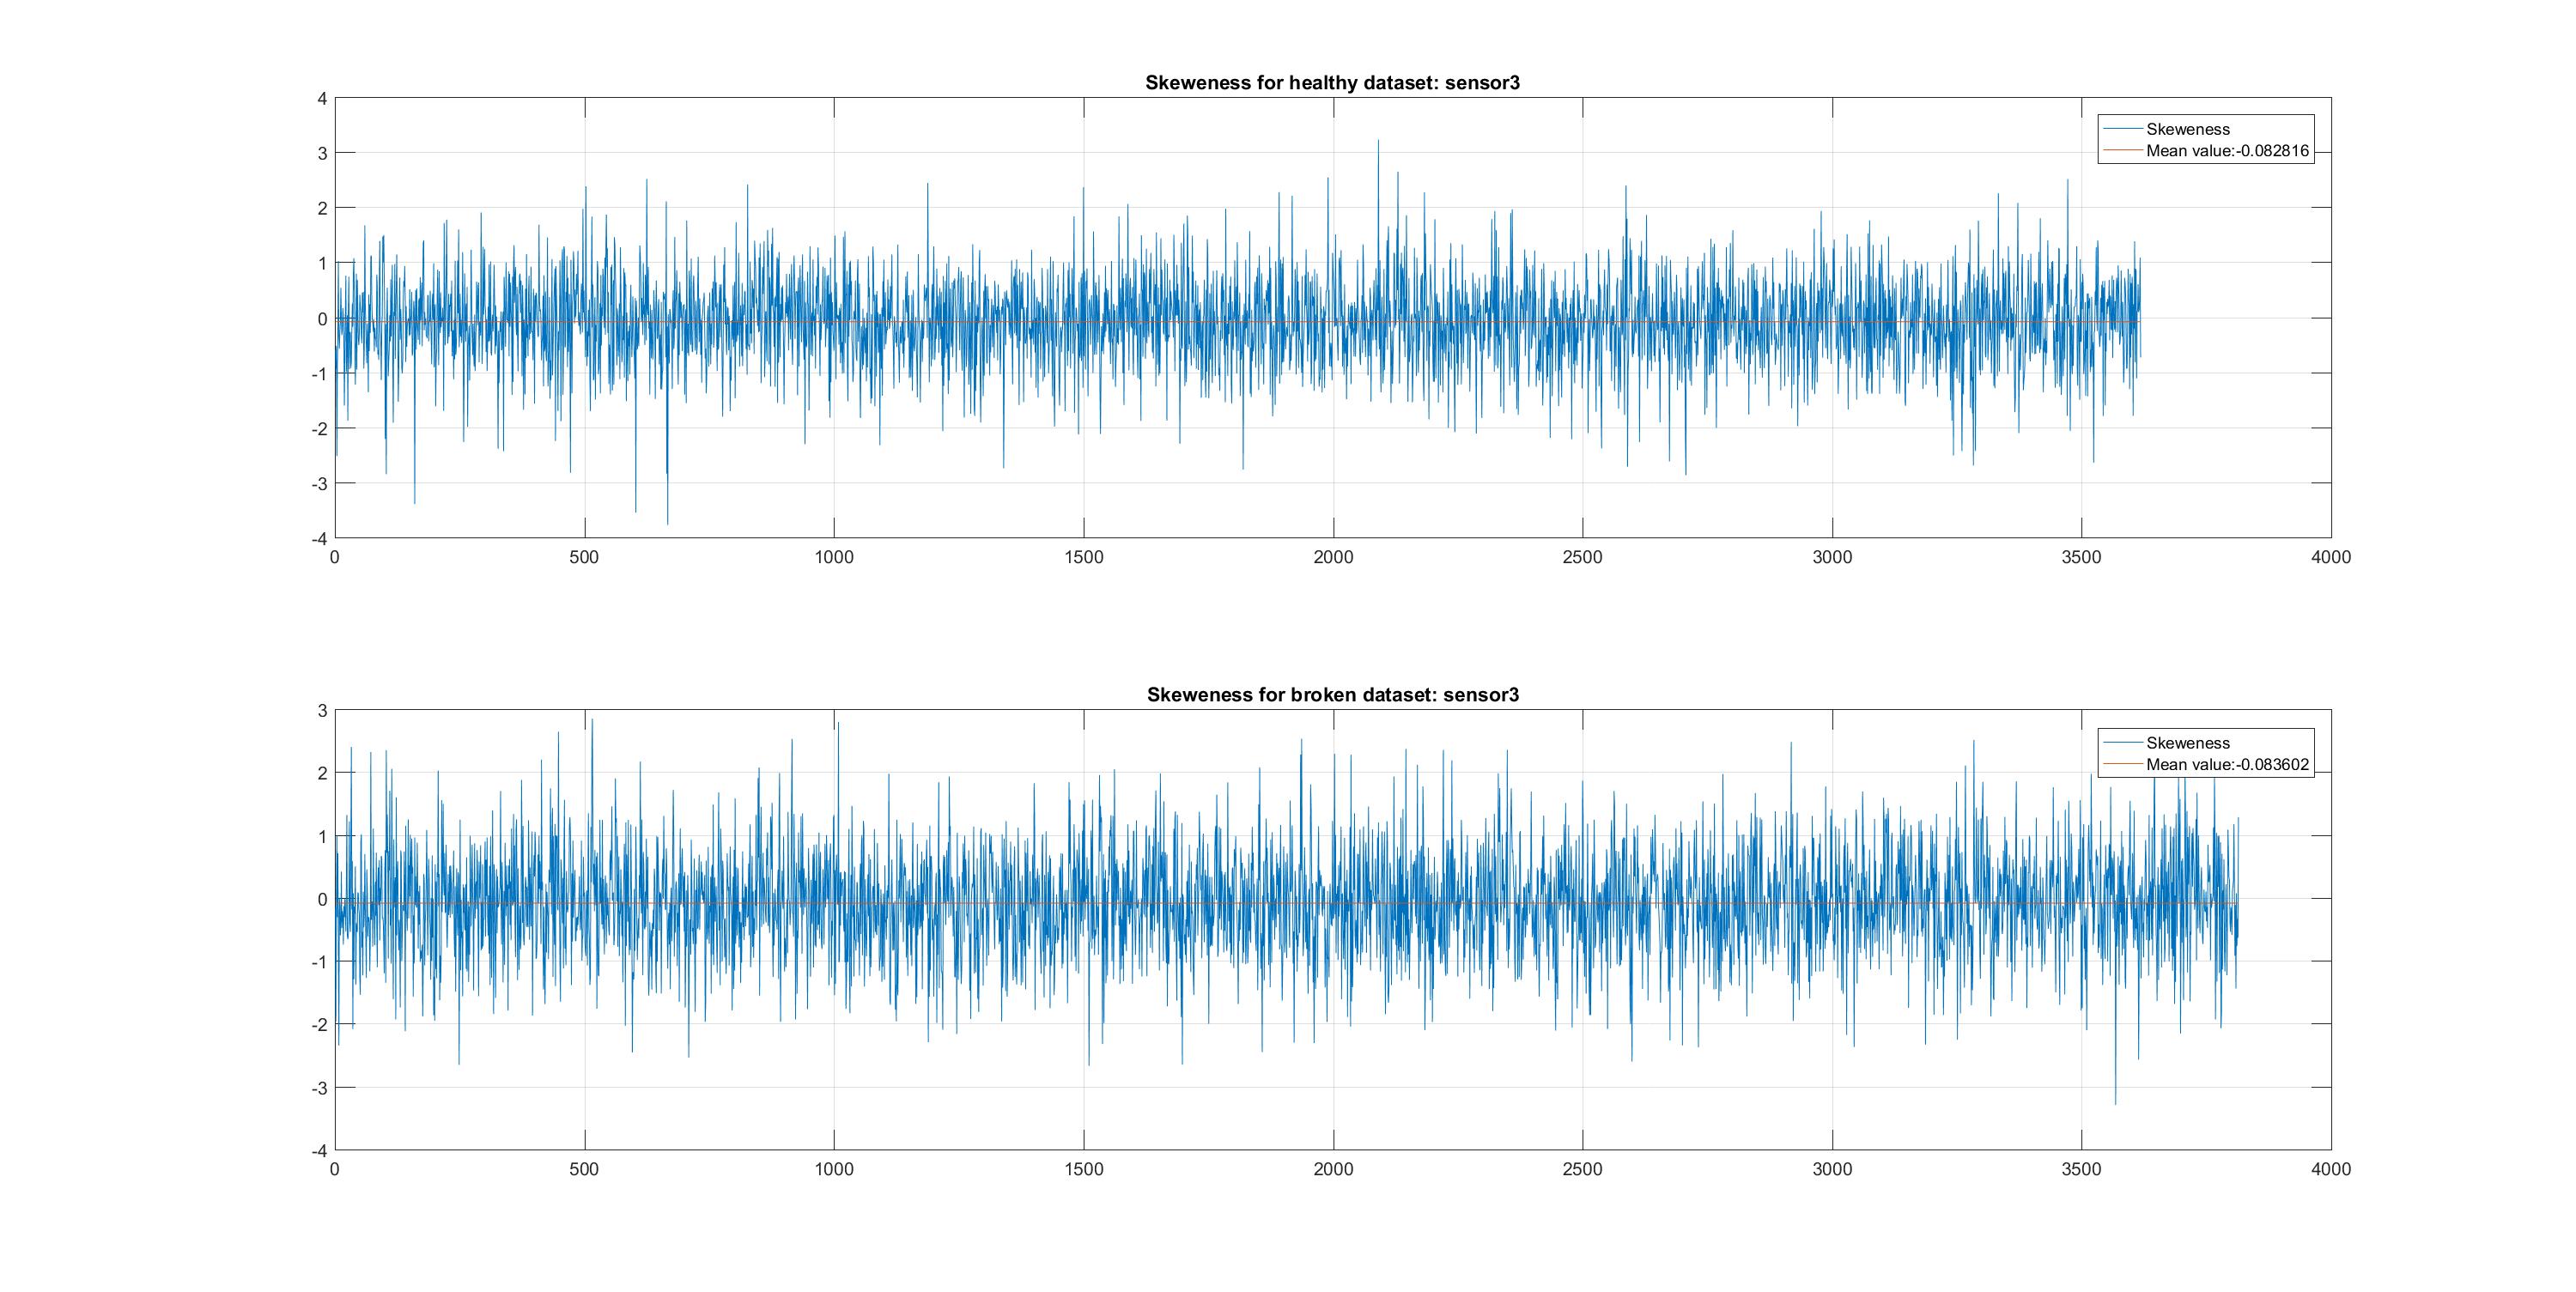 Skeweness for healthy dataset: sensor3
4
3
2
1
0
-1
-2
-3
-4
Skeweness
Mean value:-0.082816
0 500 1000 1500 2000 2500 3000 3500 4000
Skeweness for broken dataset: sensor3
3
2
1
0
-1
-2
-3
-4
Skeweness
Mean value:-0.083602
0 500 1000 1500 2000 2500 3000 3500 4000